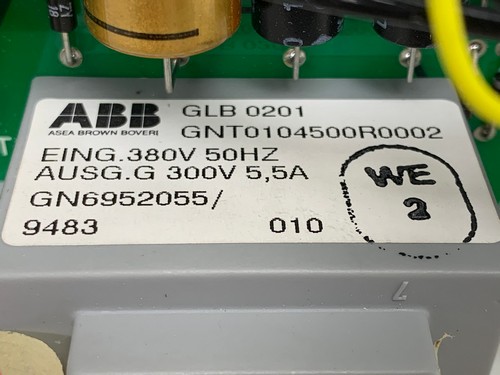 ABB
ASEA BROWN BOVERI
GLB 0201
GNT0104500R0002
EING.380V 50HZ
AUSG.G 300V 5,5A
GN6952055/
9483 010
WE
2
7
T